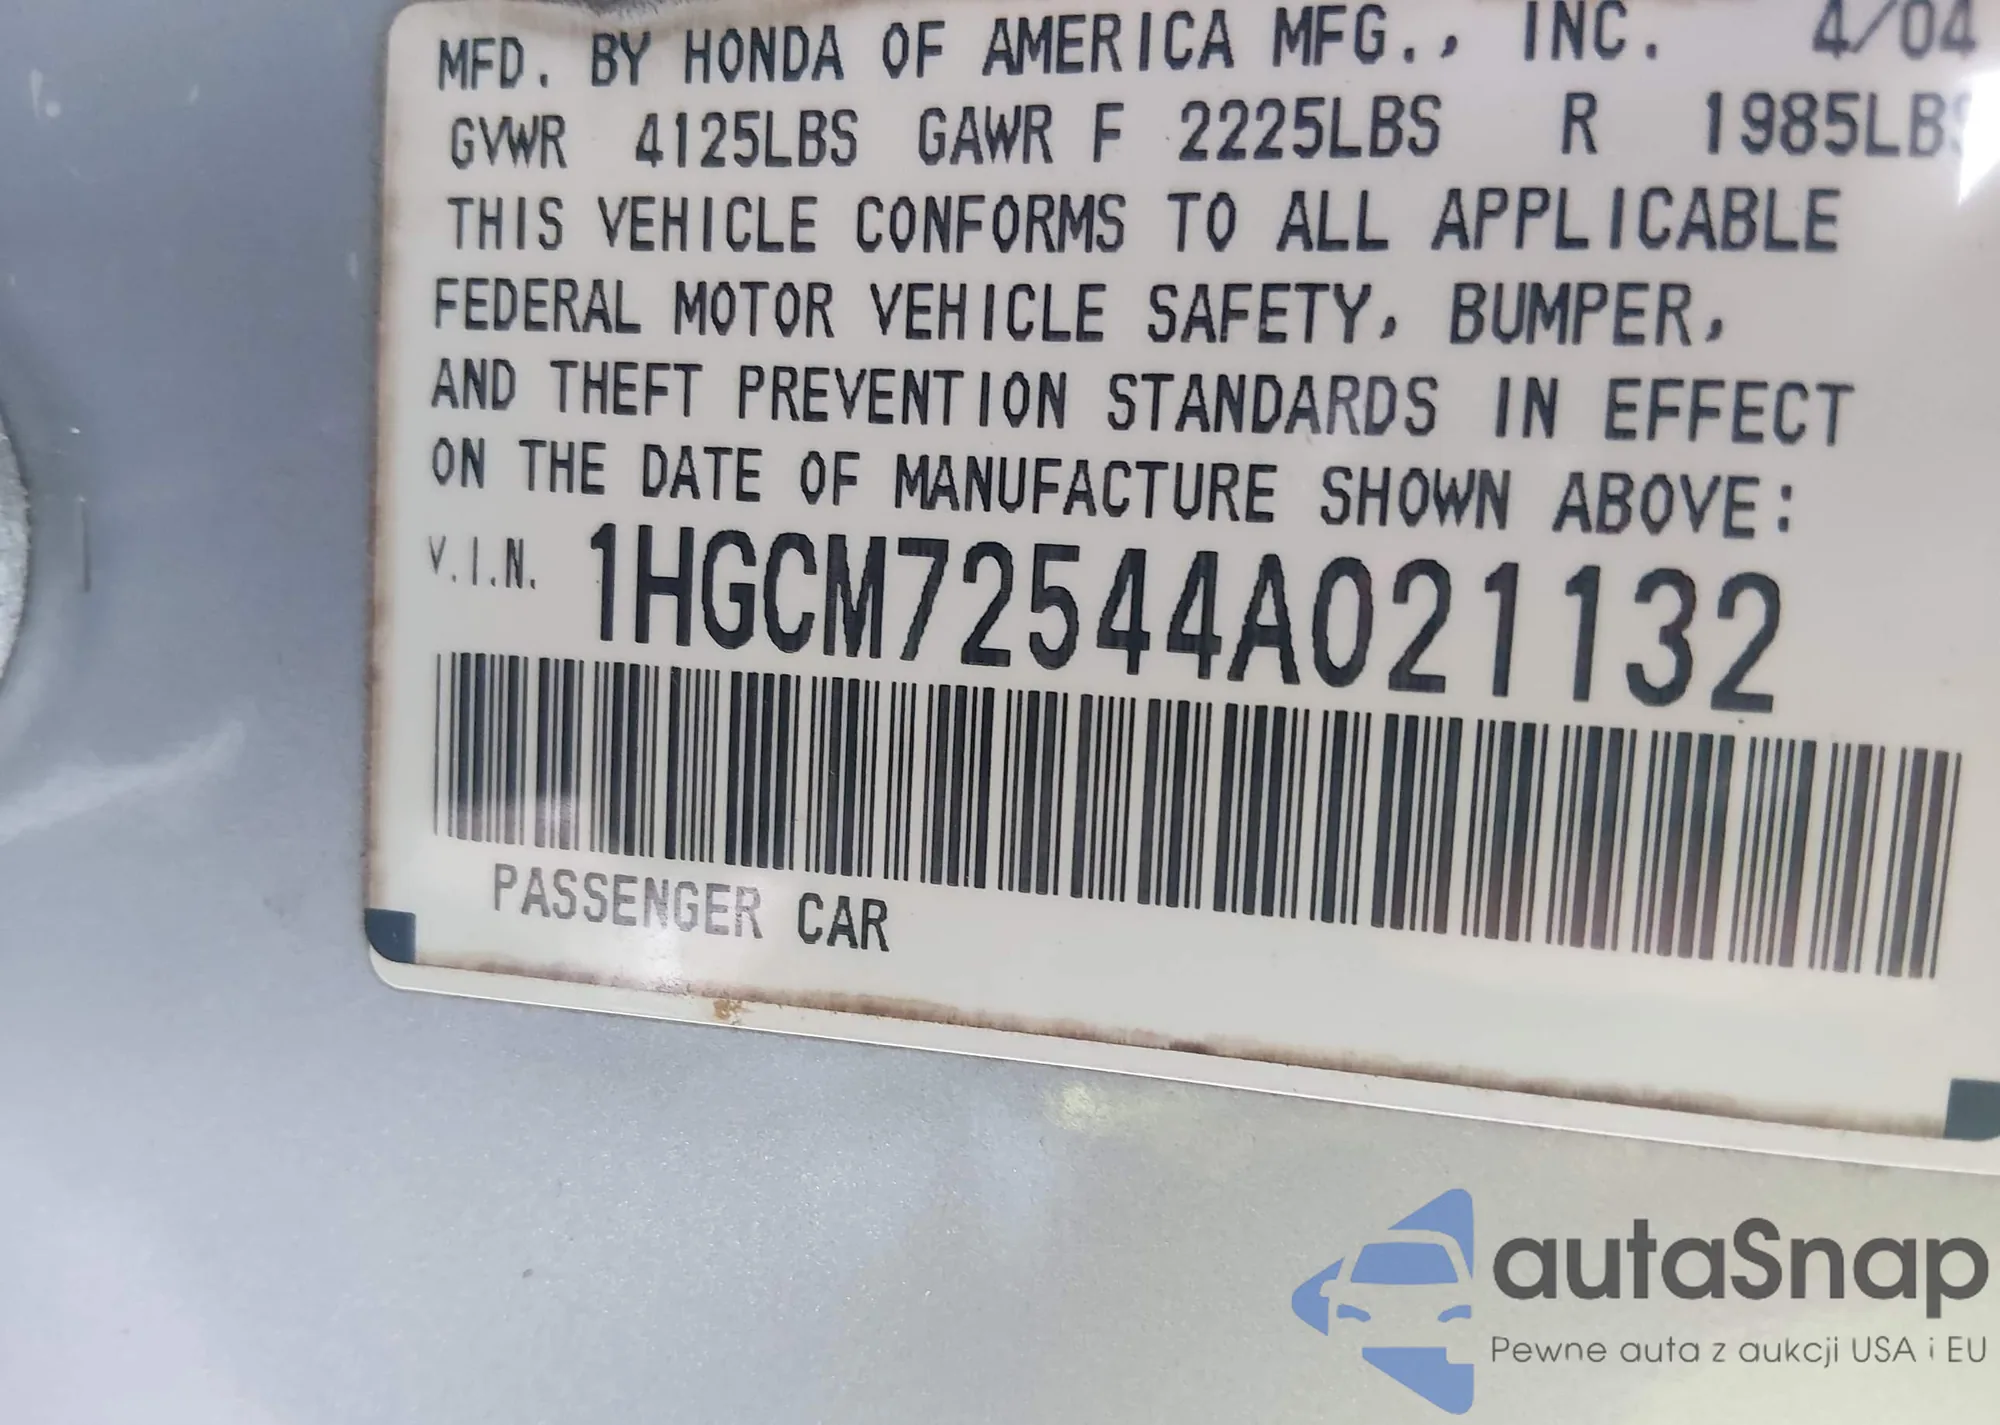 MFD. BY HONDA OF AMERICA MFG., INC. 4/04
GVWR 4125LBS GAWR F 2225LBS R 1985LBS
THIS VEHICLE CONFORMS TO ALL APPLICABLE
FEDERAL MOTOR VEHICLE SAFETY, BUMPER,
AND THEFT PREVENTION STANDARDS IN EFFECT
ON THE DATE OF MANUFACTURE SHOWN ABOVE:
V.I.N. 1HGCM72544A021132
PASSENGER CAR
autaSnap
Pewne auta z aukcji USA i EU